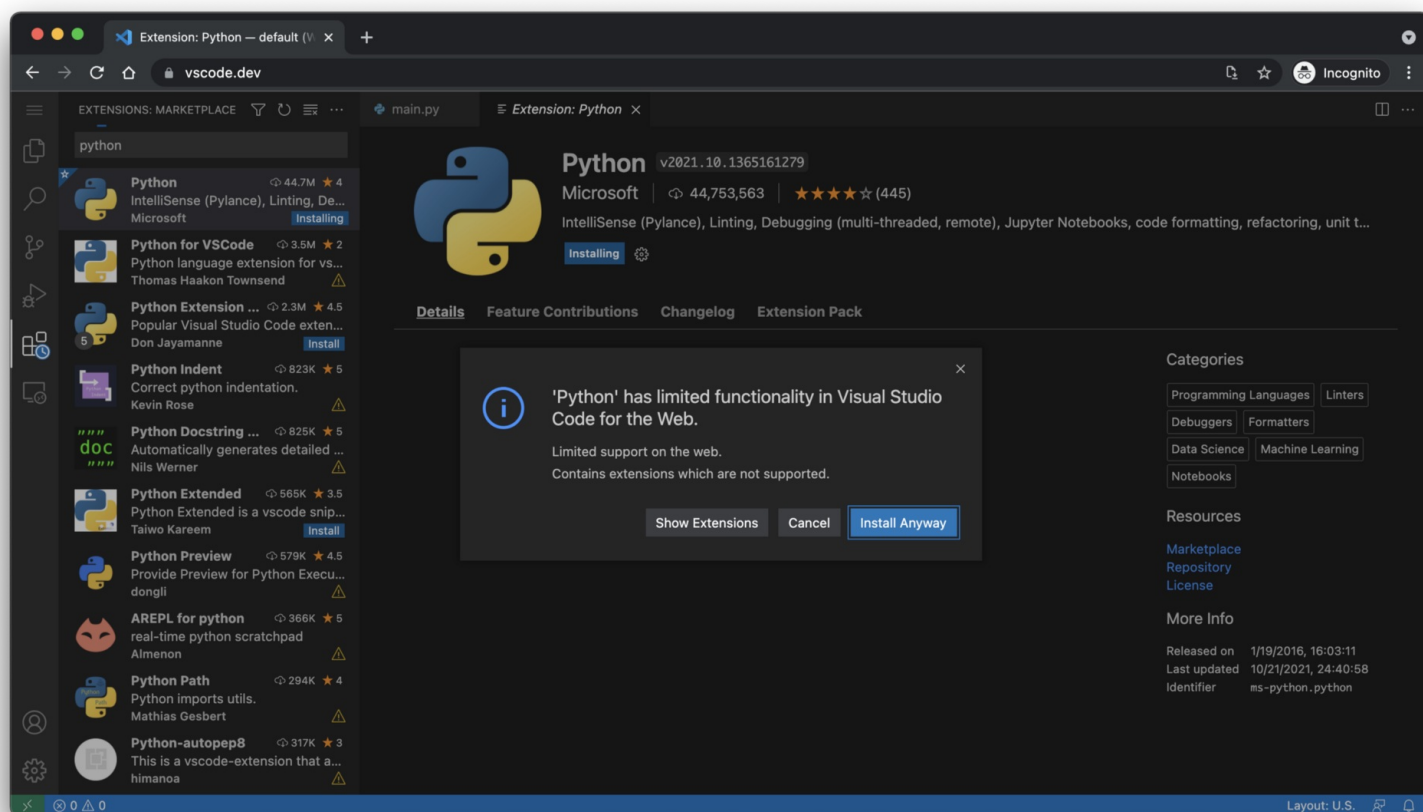 Extension: Python — default (W
vscode.dev
Incognito
EXTENSIONS: MARKETPLACE
main.py
Extension: Python
python
Python 44.7M ★ 4
IntelliSense (Pylance), Linting, De...
Microsoft Installing
Python for VSCode 3.5M ★ 2
Python language extension for vs...
Thomas Haakon Townsend
Python Extension ... 2.3M ★ 4.5
Popular Visual Studio Code exten...
5 Don Jayamanne Install
Python Indent 823K ★ 5
Correct python indentation.
Kevin Rose
Python Docstring ... 825K ★ 5
""" doc """
Automatically generates detailed ...
Nils Werner
Python Extended 565K ★ 3.5
Python Extended is a vscode snip...
Taiwo Kareem Install
Python Preview 579K ★ 4.5
Provide Preview for Python Execu...
dongli
AREPL for python 366K ★ 5
real-time python scratchpad
Almenon
Python Path 294K ★ 4
Python imports utils.
Mathias Gesbert
Python-autopep8 317K ★ 3
This is a vscode-extension that a...
himanoa
Python v2021.10.1365161279
Microsoft 44,753,563 ★★★★☆ (445)
IntelliSense (Pylance), Linting, Debugging (multi-threaded, remote), Jupyter Notebooks, code formatting, refactoring, unit t...
Installing
Details Feature Contributions Changelog Extension Pack
'Python' has limited functionality in Visual Studio
Code for the Web.
Limited support on the web.
Contains extensions which are not supported.
Show Extensions Cancel Install Anyway
Categories
Programming Languages Linters
Debuggers Formatters
Data Science Machine Learning
Notebooks
Resources
Marketplace
Repository
License
More Info
Released on 1/19/2016, 16:03:11
Last updated 10/21/2021, 24:40:58
Identifier ms-python.python
0 0
Layout: U.S.